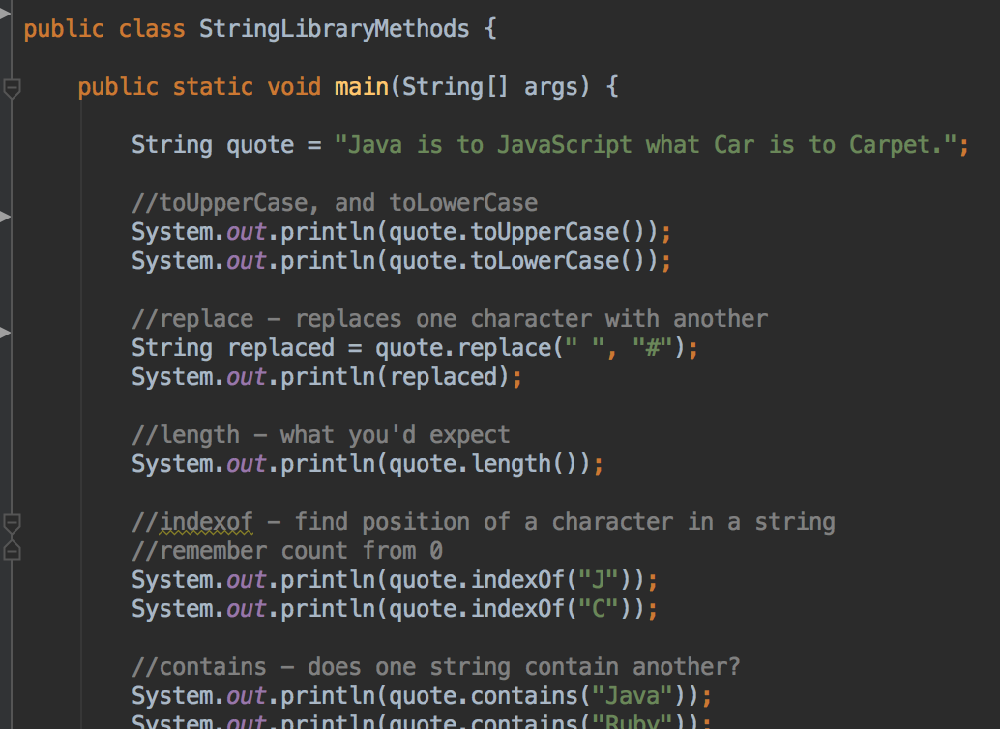 public class StringLibraryMethods {
public static void main(String[] args) {
String quote = "Java is to JavaScript what Car is to Carpet.";
//toUpperCase, and toLowerCase
System.out.println(quote.toUpperCase());
System.out.println(quote.toLowerCase());
//replace – replaces one character with another
String replaced = quote.replace(" ", "#");
System.out.println(replaced);
//length – what you'd expect
System.out.println(quote.length());
//indexof – find position of a character in a string
//remember count from 0
System.out.println(quote.indexOf("J"));
System.out.println(quote.indexOf("C"));
//contains – does one string contain another?
System.out.println(quote.contains("Java"));
System.out.println(quote.contains("Ruby"));